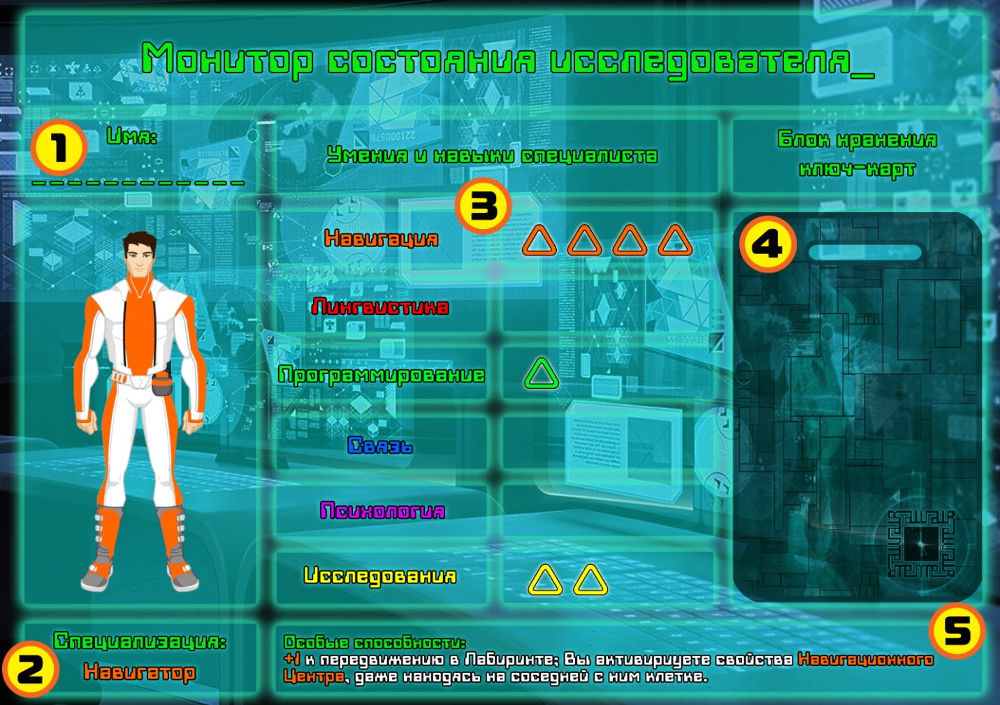 Монитор состояния исследователя_
1
Имя:
Умения и навыки специалиста
Блок хранения
ключ-карт
3
4
Навигация
Лингвистика
Программирование
Связь
Психология
Исследования
5
2
Специализация:
Навигатор
Особые способности:
+1 к передвижению в Лабиринте; Вы активируете свойства Навигационного
Центра, даже находясь на соседней с ним клетке.